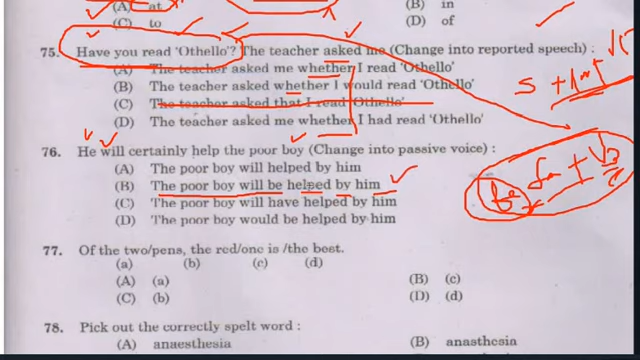 (A) at (B) in
(C) to (D) of
75. Have you read 'Othello'? The teacher asked me (Change into reported speech) :
(A) The teacher asked me whether I read 'Othello'
(B) The teacher asked whether I would read 'Othello'
(C) The teacher asked that I read 'Othello'
(D) The teacher asked me whether I had read 'Othello'
76. He will certainly help the poor boy (Change into passive voice) :
(A) The poor boy will helped by him
(B) The poor boy will be helped by him
(C) The poor boy will have helped by him
(D) The poor boy would be helped by him
77. Of the two/pens, the red/one is/the best.
(a) (b) (c) (d)
(A) (a) (B) (c)
(C) (b) (D) (d)
78. Pick out the correctly spelt word :
(A) anaesthesia (B) anasthesia